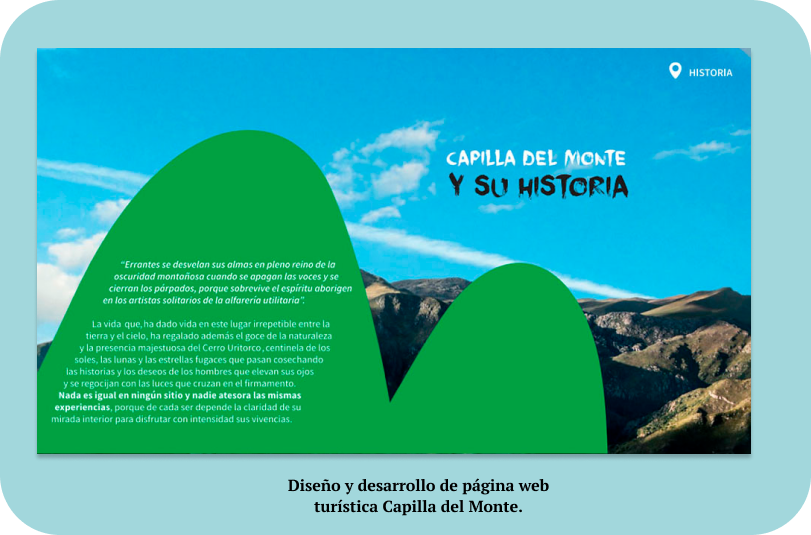 HISTORIA
CAPILLA DEL MONTE
Y SU HISTORIA
“Errantes se desvelan sus almas en pleno reino de la
oscuridad montañosa cuando se apagan las voces y se
cierran los párpados, porque sobrevive el espíritu aborigen
en los artistas solitarios de la alfarería utilitaria”.
La vida que, ha dado vida en este lugar irrepetible entre la
tierra y el cielo, ha regalado además el goce de la naturaleza
y la presencia majestuosa del Cerro Uritorco, centinela de los
soles, las lunas y las estrellas fugaces que pasan cosechando
las historias y los deseos de los hombres que elevan sus ojos
y se regocijan con las luces que cruzan en el firmamento.
Nada es igual en ningún sitio y nadie atesora las mismas
experiencias, porque de cada ser depende la claridad de su
mirada interior para disfrutar con intensidad sus vivencias.
Diseño y desarrollo de página web
turística Capilla del Monte.